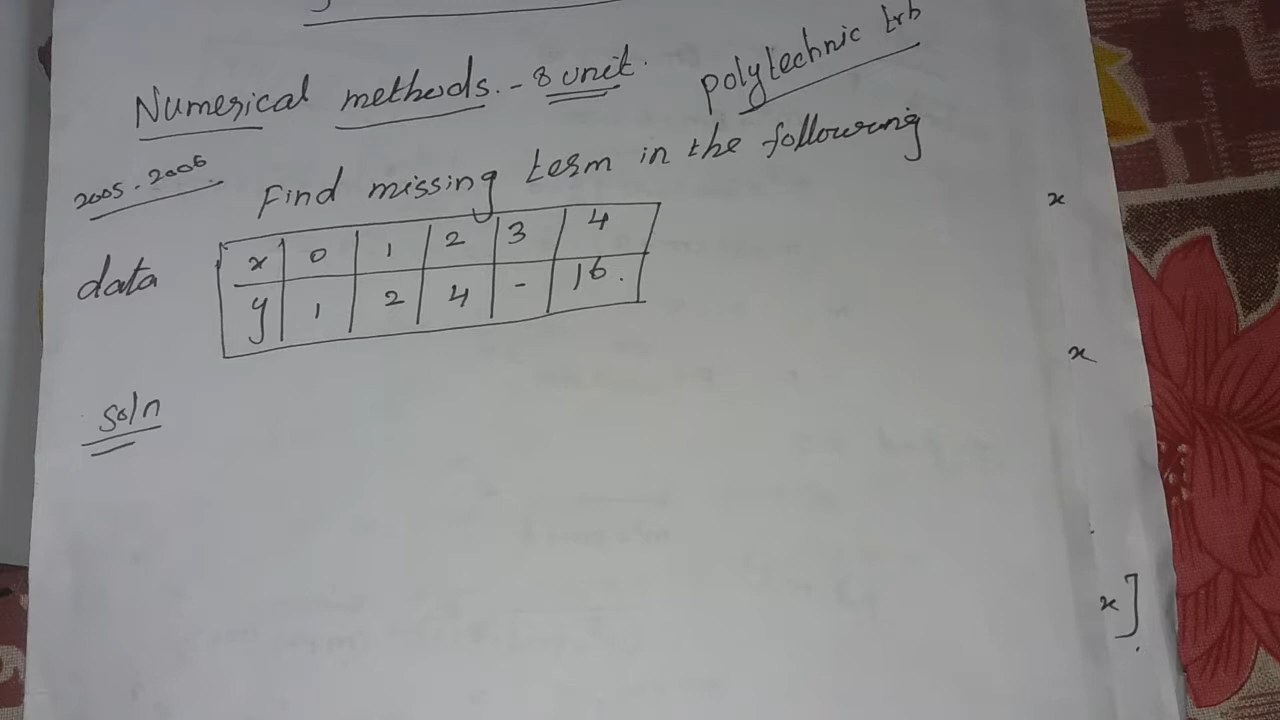 Numerical methods. - 8 unit.
polytechnic trb
2005 - 2006
Find missing term in the following
data
x 0 1 2 3 4
y 1 2 4 - 16.
Soln
x
x
x].